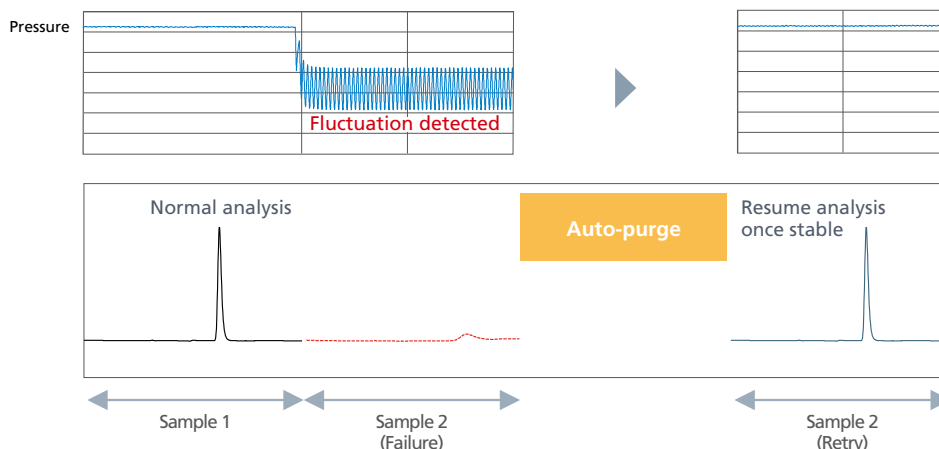 Pressure
Fluctuation detected
Normal analysis
Auto-purge
Resume analysis
once stable
Sample 1
Sample 2
(Failure)
Sample 2
(Retry)